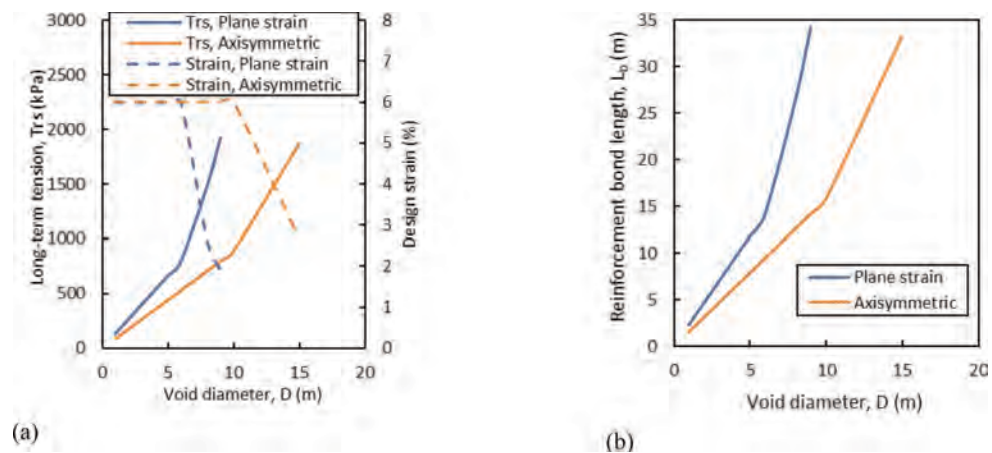 3000
2500
2000
1500
1000
500
0
Long-term tension, Trs (kPa)
Trs, Plane strain
Trs, Axisymmetric
Strain, Plane strain
Strain, Axisymmetric
8
7
6
5
4
3
2
1
0
Design strain (%)
0 5 10 15 20
Void diameter, D (m)
(a)
35
30
25
20
15
10
5
0
Reinforcement bond length, Lb (m)
Plane strain
Axisymmetric
0 5 10 15 20
Void diameter, D (m)
(b)